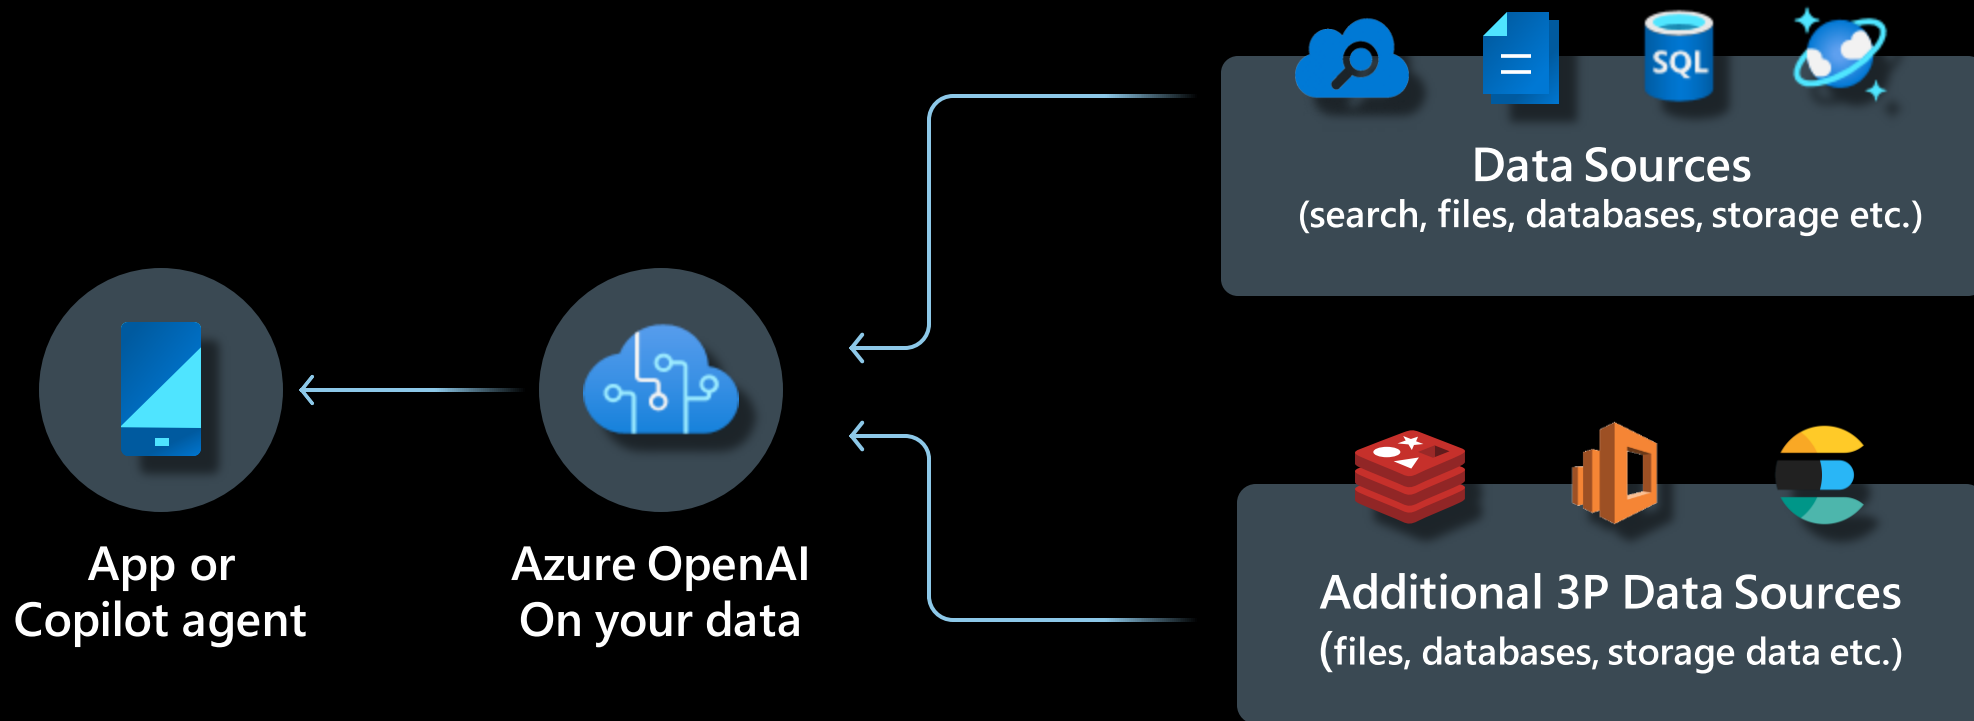 SQL
Data Sources
(search, files, databases, storage etc.)
App or
Copilot agent
Azure OpenAI
On your data
Additional 3P Data Sources
(files, databases, storage data etc.)